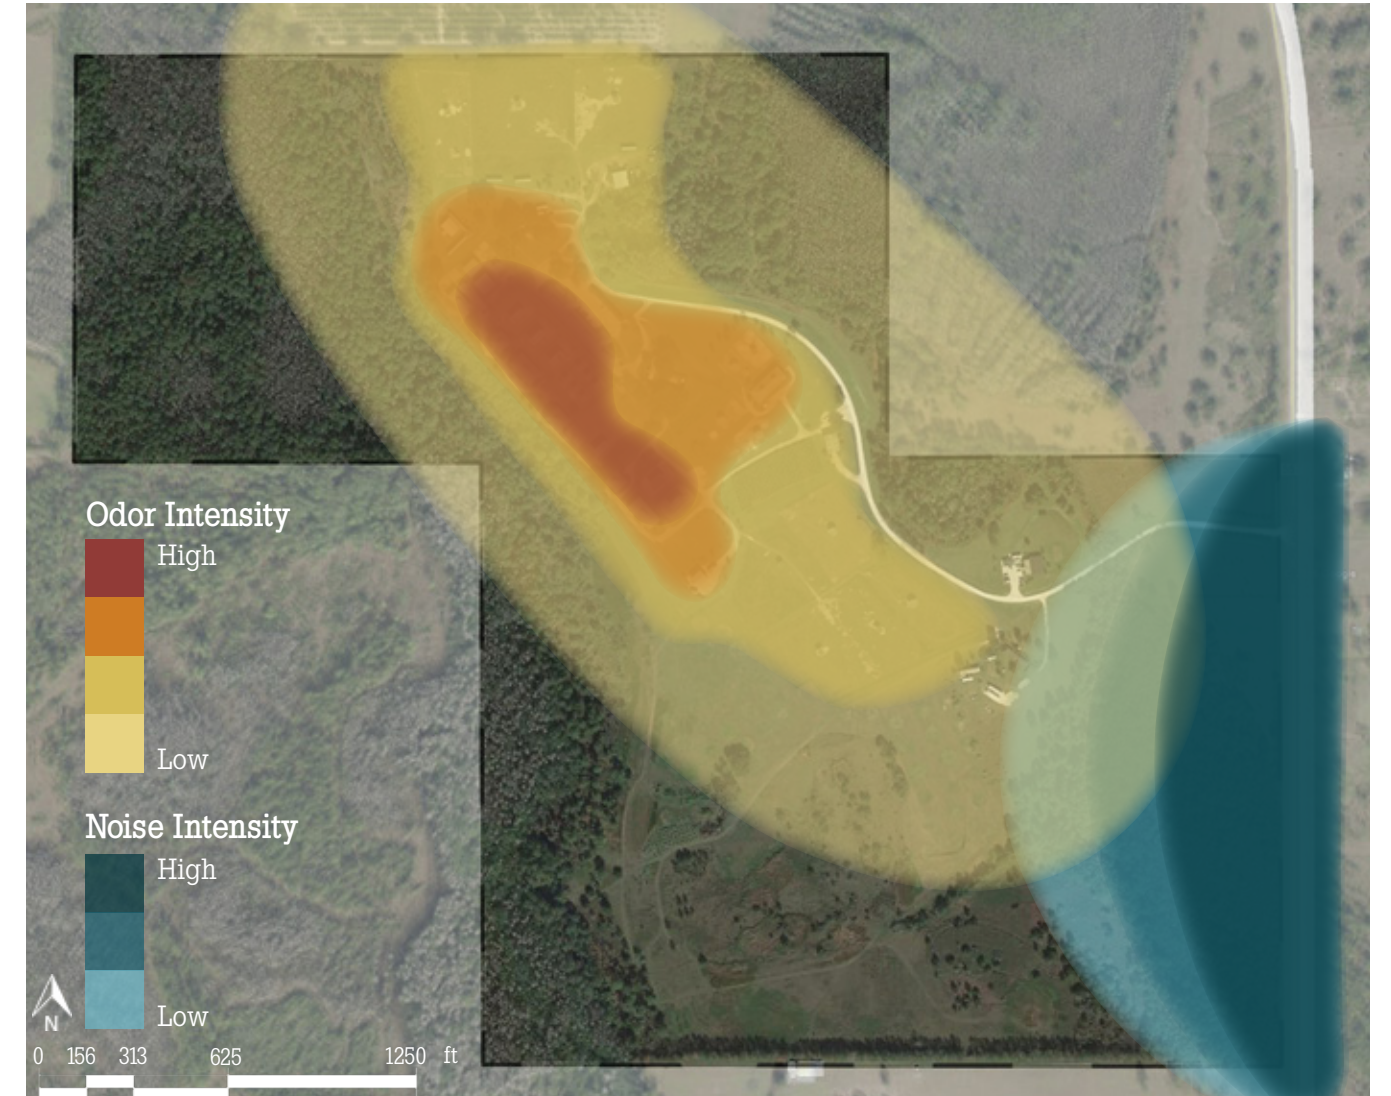 Odor Intensity
High
Low
Noise Intensity
High
Low
N
0 156 313 625 1250 ft